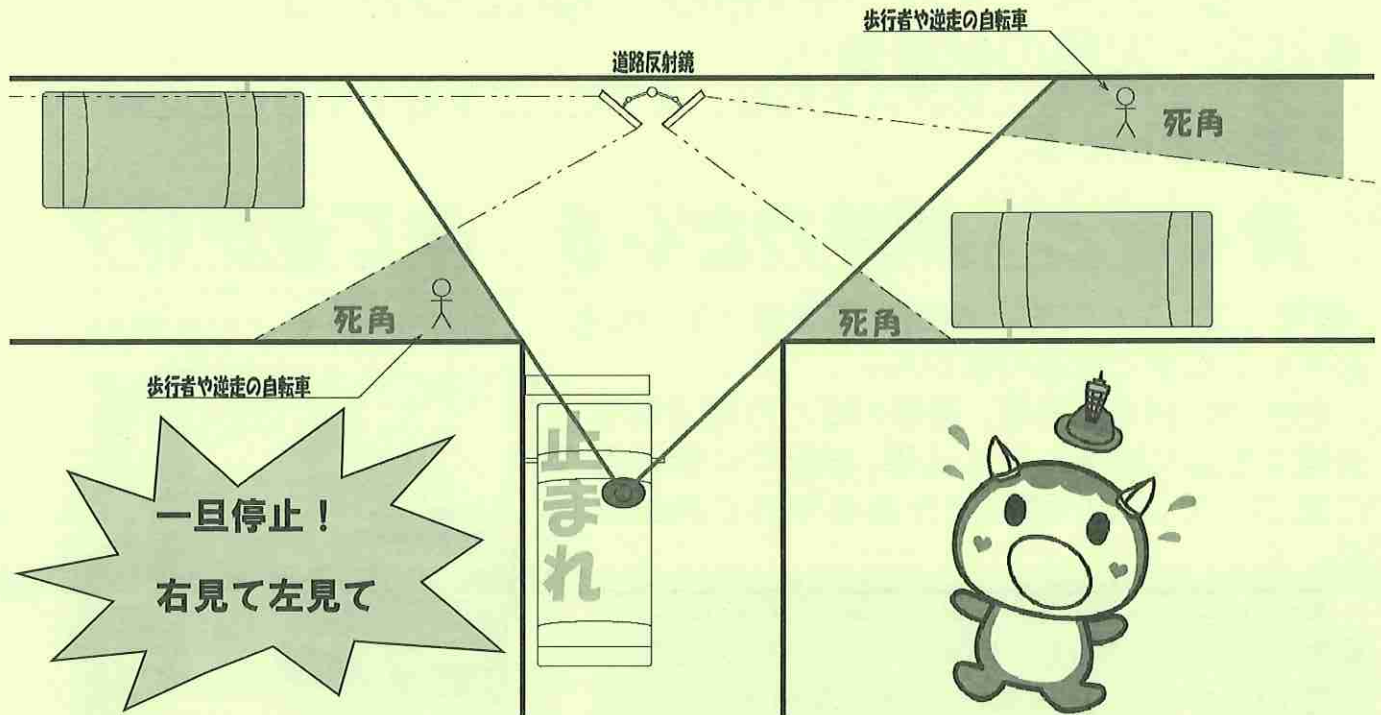 歩行者や逆走の自転車
道路反射鏡
死角
死角
死角
歩行者や逆走の自転車
止まれ
一旦停止！
右見て左見て